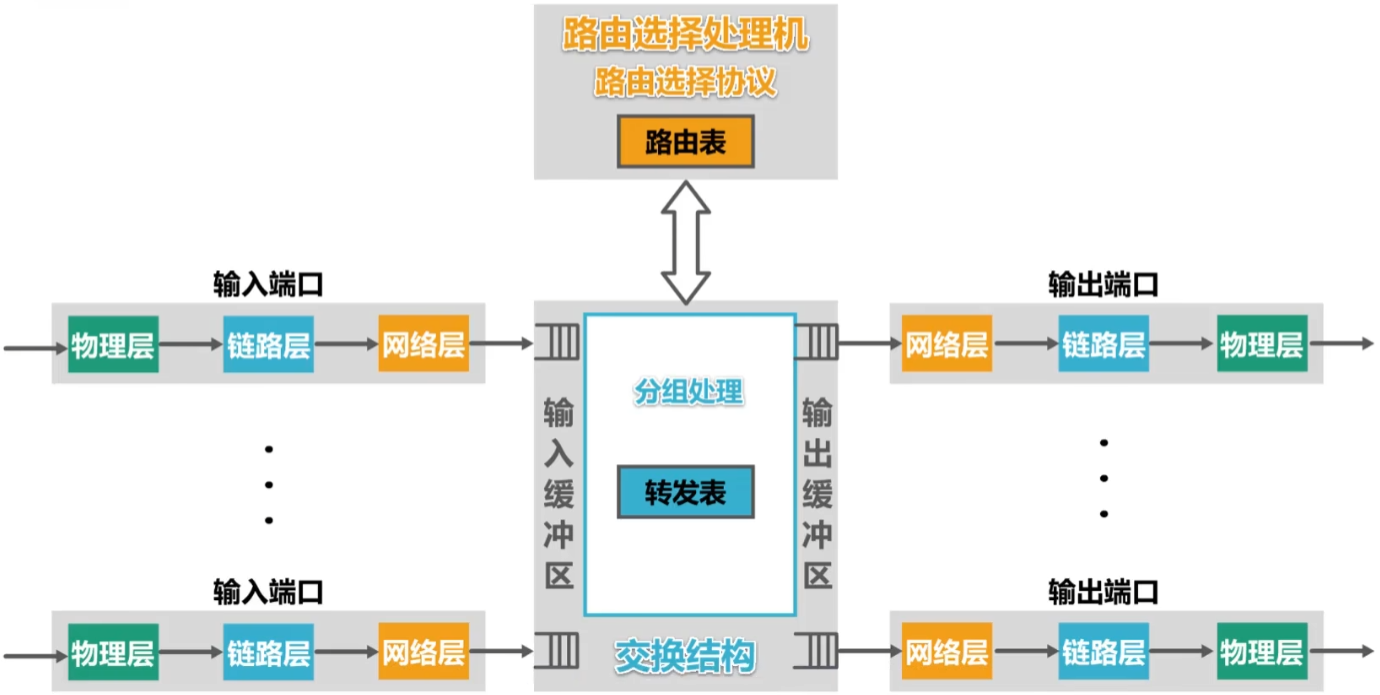 路由选择处理机
路由选择协议
路由表
输入端口
物理层
链路层
网络层
输入缓冲区
分组处理
转发表
交换结构
输出缓冲区
输出端口
网络层
链路层
物理层
输入端口
物理层
链路层
网络层
输出端口
网络层
链路层
物理层